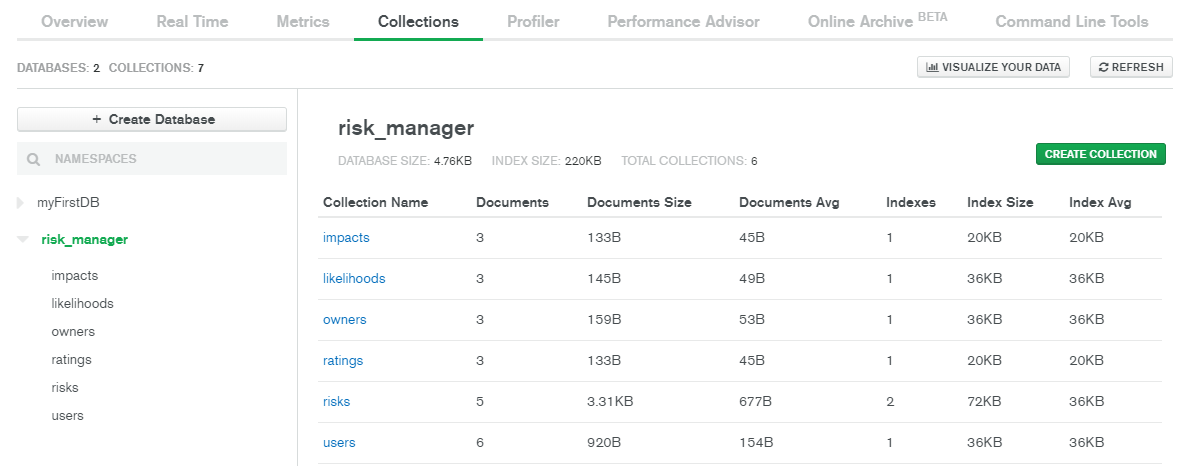 Overview Real Time Metrics Collections Profiler Performance Advisor Online Archive BETA Command Line Tools
DATABASES: 2 COLLECTIONS: 7 VISUALIZE YOUR DATA REFRESH
+ Create Database
NAMESPACES
myFirstDB
risk_manager
impacts
likelihoods
owners
ratings
risks
users
risk_manager
DATABASE SIZE: 4.76KB INDEX SIZE: 220KB TOTAL COLLECTIONS: 6
CREATE COLLECTION
Collection Name Documents Documents Size Documents Avg Indexes Index Size Index Avg
impacts 3 133B 45B 1 20KB 20KB
likelihoods 3 145B 49B 1 36KB 36KB
owners 3 159B 53B 1 36KB 36KB
ratings 3 133B 45B 1 20KB 20KB
risks 5 3.31KB 677B 2 72KB 36KB
users 6 920B 154B 1 36KB 36KB